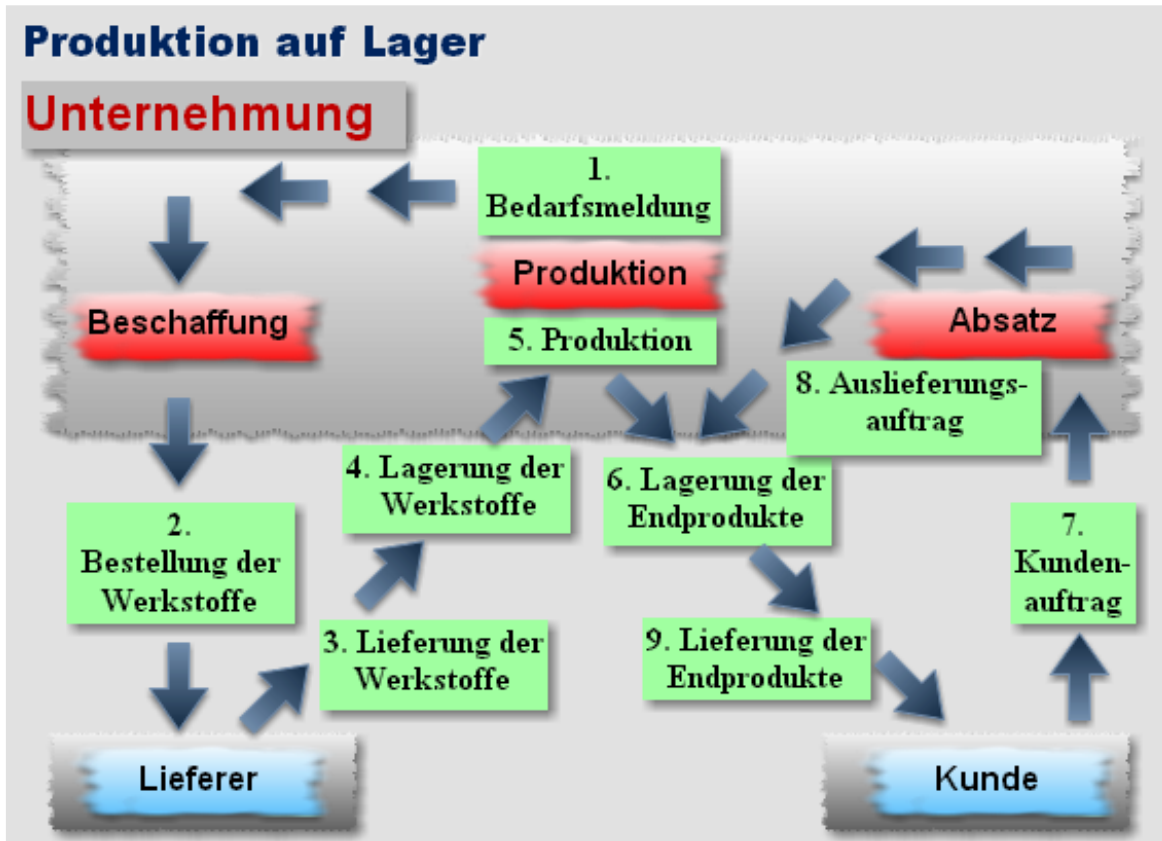 Produktion auf Lager
Unternehmung
1.
Bedarfsmeldung
Produktion
5. Produktion
Beschaffung
Absatz
8. Auslieferungs-
auftrag
4. Lagerung der
Werkstoffe
6. Lagerung der
Endprodukte
2.
Bestellung der
Werkstoffe
7.
Kunden-
auftrag
3. Lieferung der
Werkstoffe
9. Lieferung der
Endprodukte
Lieferer
Kunde